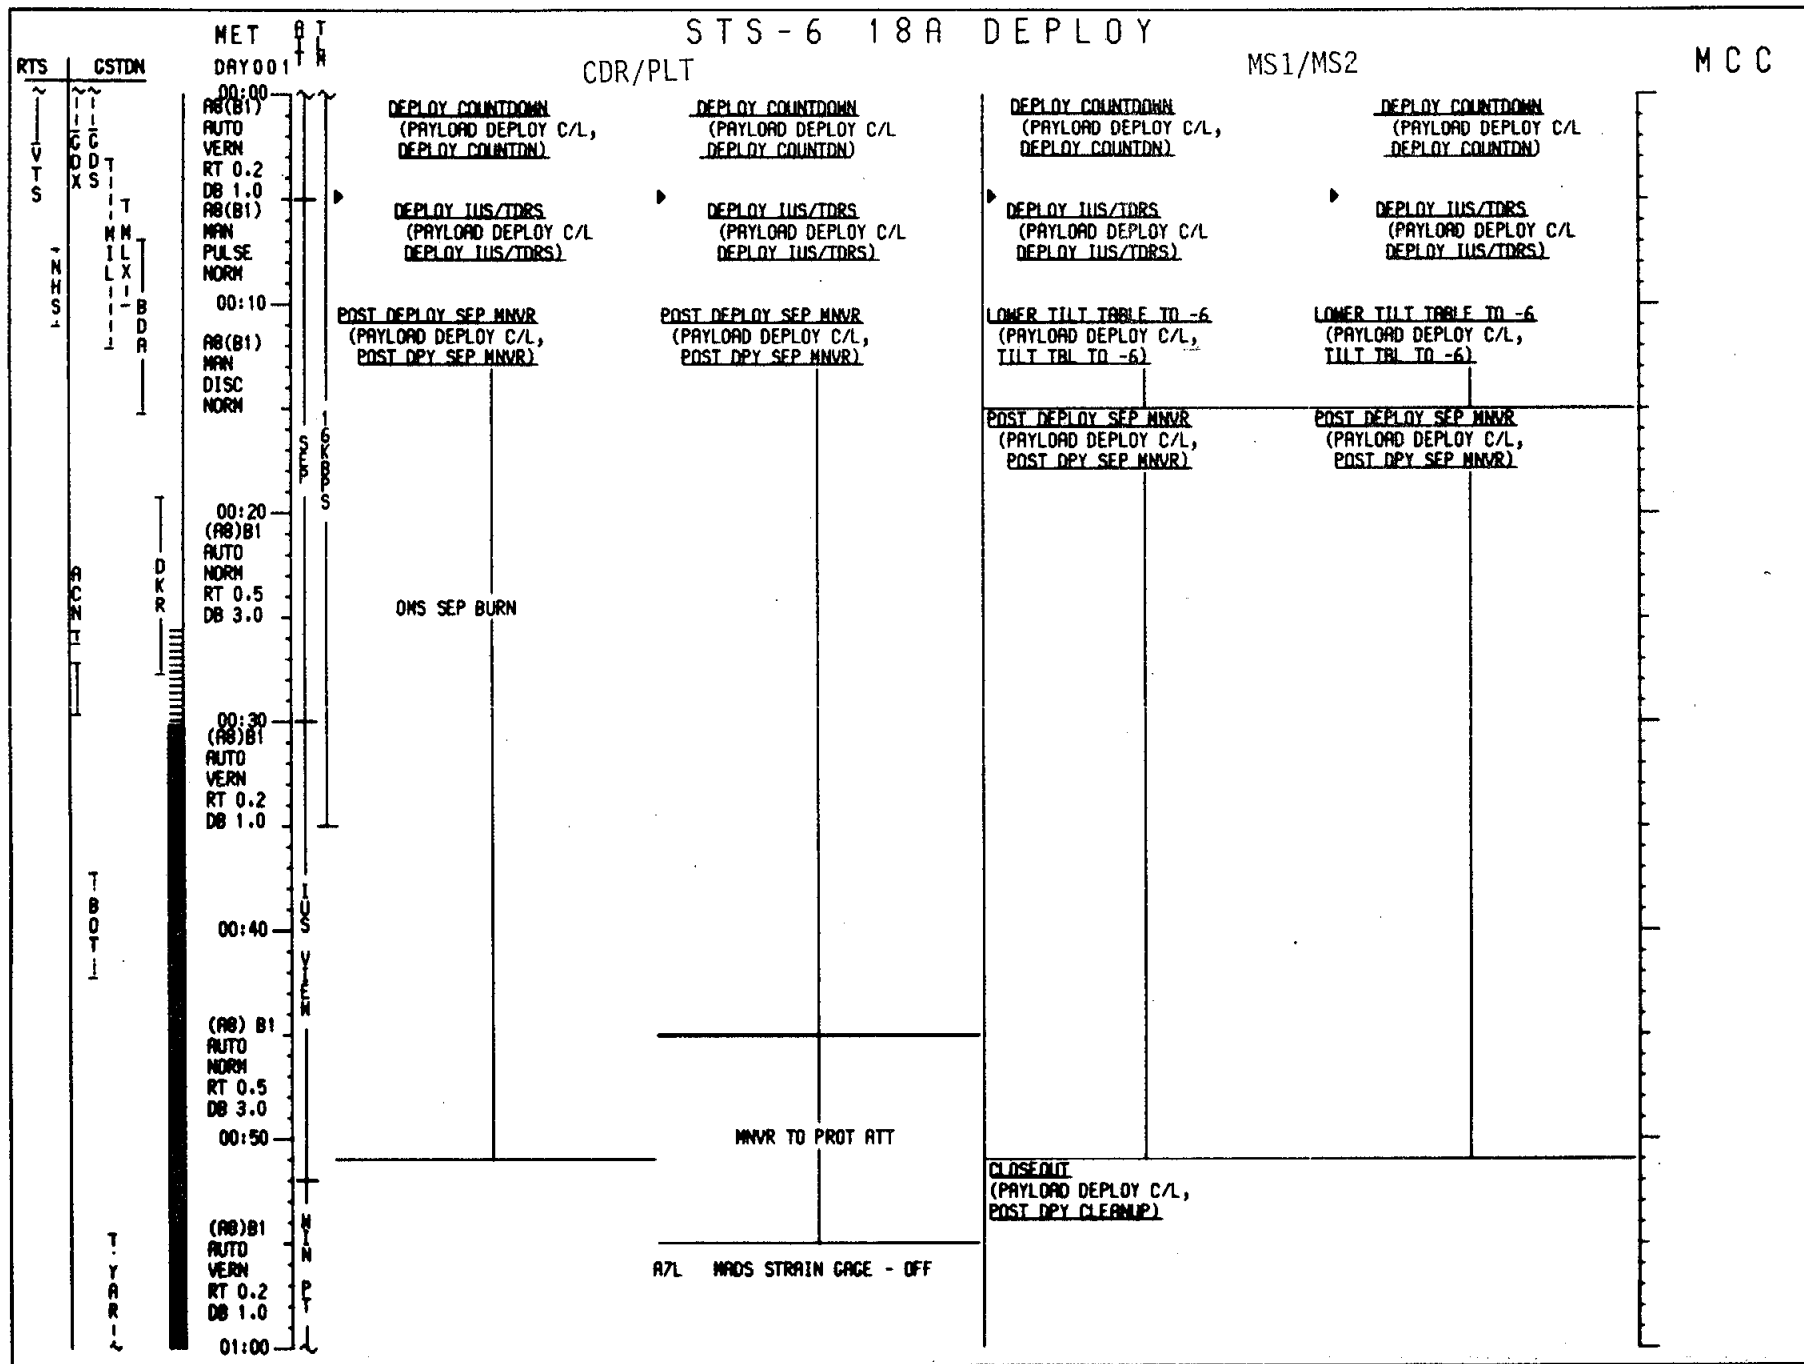 STS-6 18A DEPLOY
MET
ATT
TLM
RTS
GSTDN
DAY001
CDR/PLT
MS1/MS2
MCC
VTS
GDX
GDS
MIL
MLX
NHS
BDA
DKR
ACN
BOT
YAR
00:00
A8(B1)
AUTO
VERN
RT 0.2
DB 1.0
A8(B1)
MAN
PULSE
NORM
00:10
A8(B1)
MAN
DISC
NORM
00:20
(A8)B1
AUTO
NORM
RT 0.5
DB 3.0
00:30
(A8)B1
AUTO
VERN
RT 0.2
DB 1.0
00:40
(A8) B1
AUTO
NORM
RT 0.5
DB 3.0
00:50
(A8)B1
AUTO
VERN
RT 0.2
DB 1.0
01:00
SEP
16KBPS
IUS VIEW
MIN PT
DEPLOY COUNTDOWN
(PAYLOAD DEPLOY C/L,
DEPLOY COUNTDN)
DEPLOY IUS/TDRS
(PAYLOAD DEPLOY C/L
DEPLOY IUS/TDRS)
POST DEPLOY SEP MNVR
(PAYLOAD DEPLOY C/L,
POST DPY SEP MNVR)
OMS SEP BURN
DEPLOY COUNTDOWN
(PAYLOAD DEPLOY C/L
DEPLOY COUNTDN)
DEPLOY IUS/TDRS
(PAYLOAD DEPLOY C/L
DEPLOY IUS/TDRS)
POST DEPLOY SEP MNVR
(PAYLOAD DEPLOY C/L,
POST DPY SEP MNVR)
MNVR TO PROT ATT
A7L MADS STRAIN GAGE - OFF
DEPLOY COUNTDOWN
(PAYLOAD DEPLOY C/L,
DEPLOY COUNTDN)
DEPLOY IUS/TDRS
(PAYLOAD DEPLOY C/L
DEPLOY IUS/TDRS)
LOWER TILT TABLE TO -6
(PAYLOAD DEPLOY C/L,
TILT TBL TO -6)
POST DEPLOY SEP MNVR
(PAYLOAD DEPLOY C/L,
POST DPY SEP MNVR)
CLOSEOUT
(PAYLOAD DEPLOY C/L,
POST DPY CLEANUP)
DEPLOY COUNTDOWN
(PAYLOAD DEPLOY C/L
DEPLOY COUNTDN)
DEPLOY IUS/TDRS
(PAYLOAD DEPLOY C/L
DEPLOY IUS/TDRS)
LOWER TILT TABLE TO -6
(PAYLOAD DEPLOY C/L,
TILT TBL TO -6)
POST DEPLOY SEP MNVR
(PAYLOAD DEPLOY C/L,
POST DPY SEP MNVR)